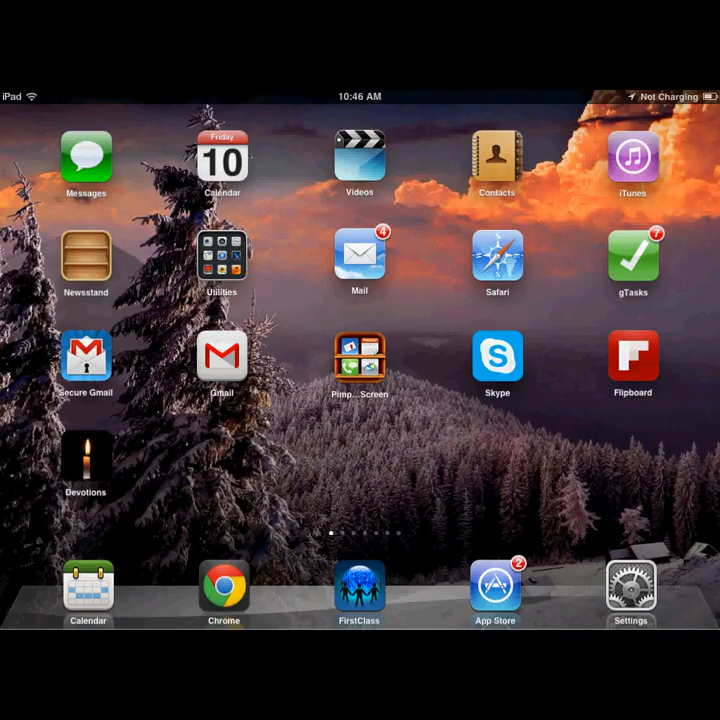 iPad 10:46 AM Not Charging
Friday
10
Messages Calendar Videos Contacts iTunes
4 7
Newsstand Utilities Mail Safari gTasks
Secure Gmail Gmail Pimp...Screen Skype Flipboard
Devotions
2
Calendar Chrome FirstClass App Store Settings